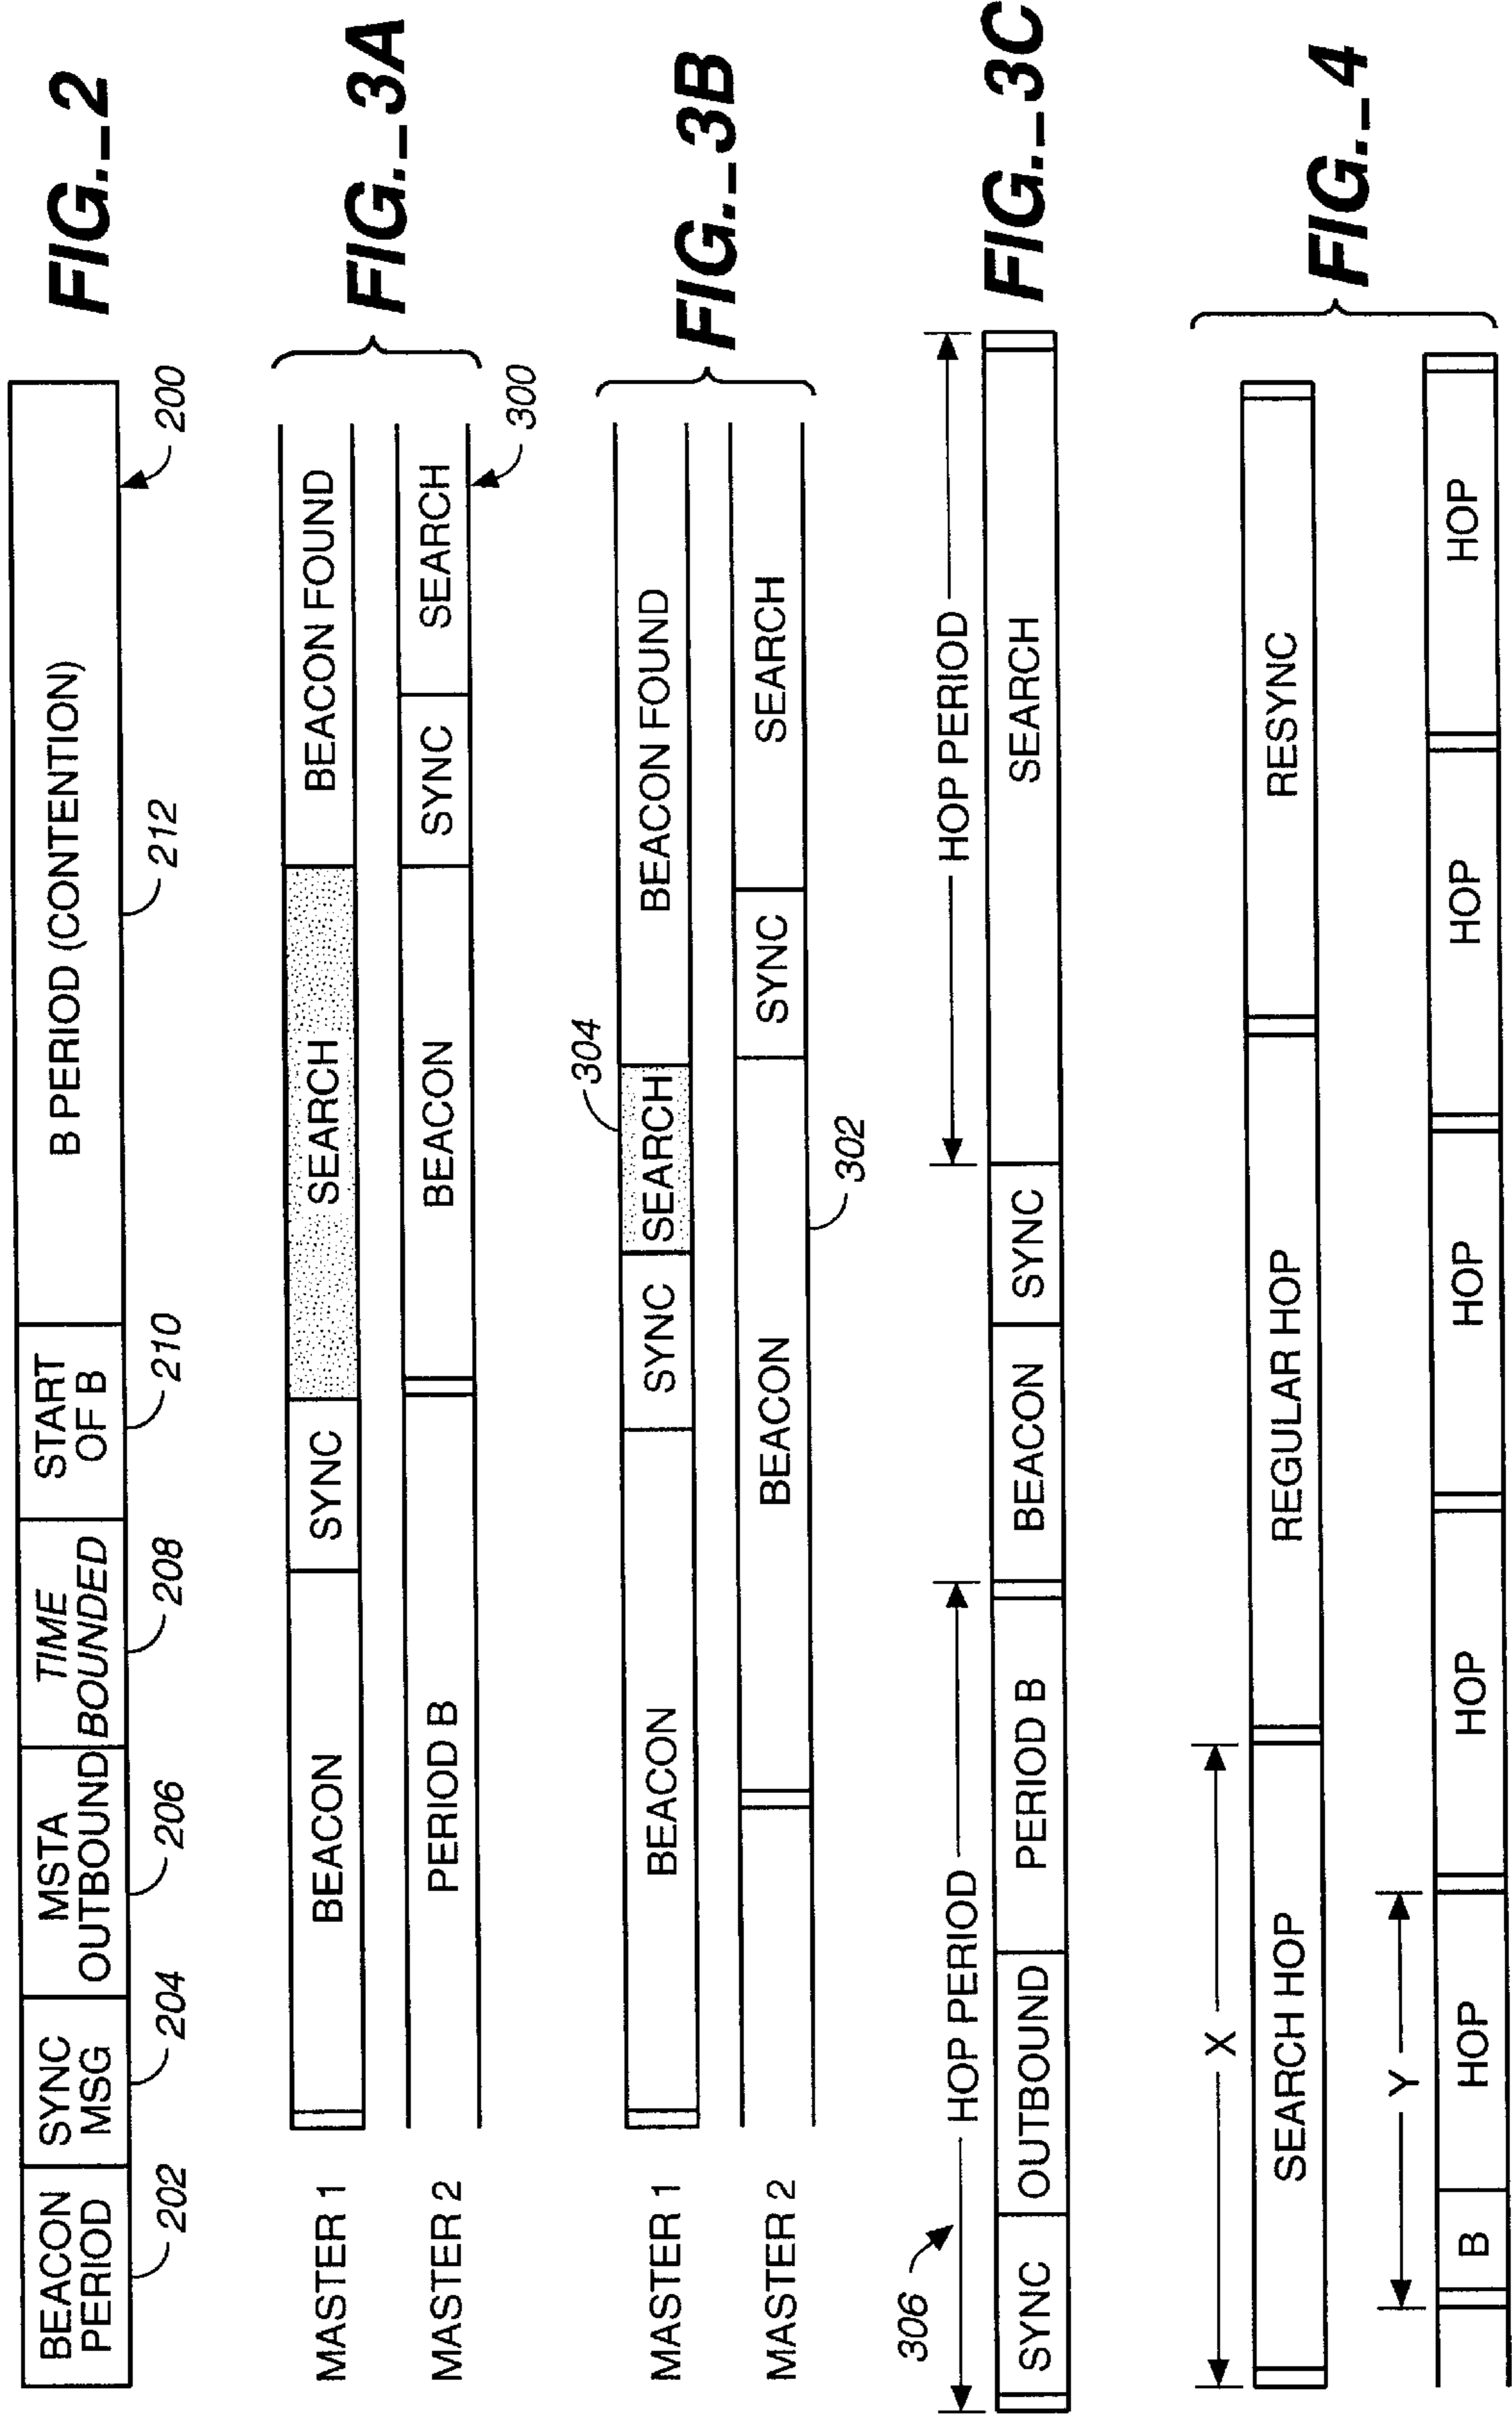 BEACON
PERIOD
SYNC
MSG
MSTA
OUTBOUND
TIME
BOUNDED
START
OF B
B PERIOD (CONTENTION)
202
204
206
208
210
212
200
FIG._2
MASTER 1
BEACON
SYNC
SEARCH
BEACON FOUND
MASTER 2
PERIOD B
BEACON
SYNC
SEARCH
300
FIG._3A
304
MASTER 1
BEACON
SYNC
SEARCH
BEACON FOUND
MASTER 2
BEACON
SYNC
SEARCH
302
FIG._3B
306
HOP PERIOD
HOP PERIOD
SYNC
OUTBOUND
PERIOD B
BEACON
SYNC
SEARCH
FIG._3C
X
SEARCH HOP
REGULAR HOP
RESYNC
Y
B
HOP
HOP
HOP
HOP
HOP
HOP
FIG._4